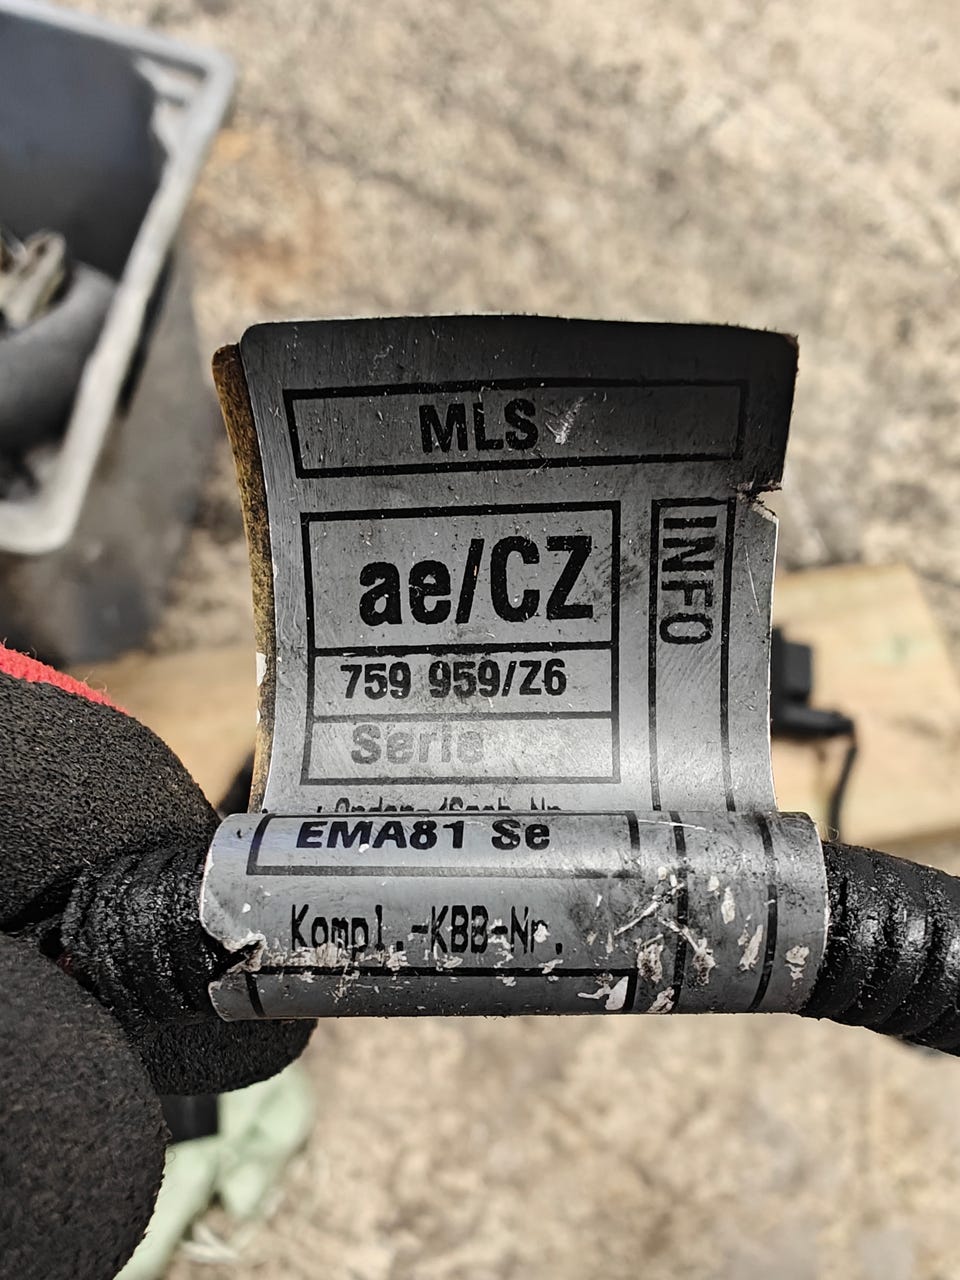 MLS
ae/CZ
INFO
759 959/Z6
Serie
EMA81 Se
Kompl.-KBB-Nr.